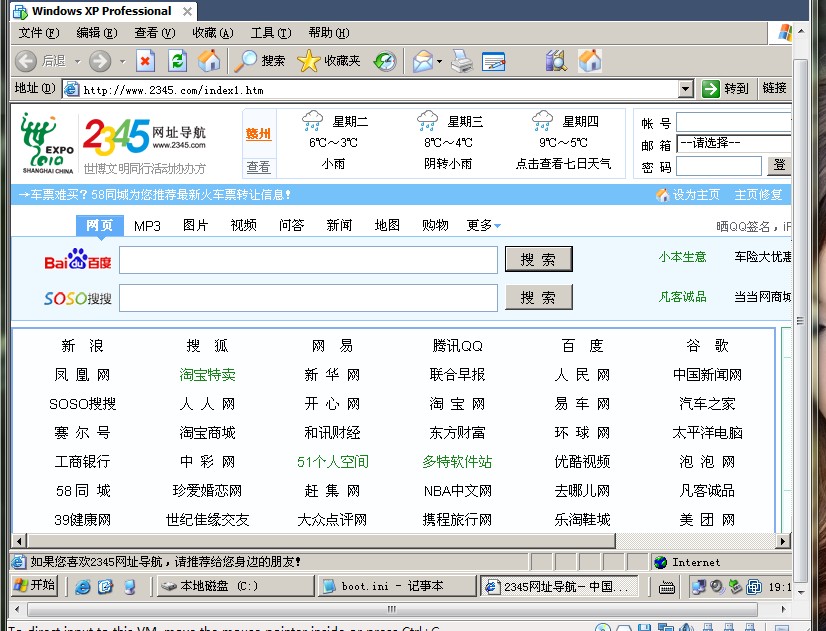 Windows XP Professional
文件(F) 编辑(E) 查看(V) 收藏(A) 工具(T) 帮助(H)
后退 搜索 收藏夹
地址(D) http://www.2345.com/index1.htm 转到 链接
EXPO
2010
SHANGHAI CHINA
2345 网址导航
www.2345.com
世博文明同行活动协办方
赣州
查看
星期二 星期三 星期四
6℃～3℃ 8℃～4℃ 9℃～5℃
小雨 阴转小雨 点击查看七日天气
帐 号
邮 箱 --请选择--
密 码 登
→车票难买？58同城为您推荐最新火车票转让信息！ 设为主页 主页修复
网页 MP3 图片 视频 问答 新闻 地图 购物 更多 晒QQ签名，iP
Bai du 百度 搜 索 小本生意 车险大优惠
SOSO搜搜 搜 索 凡客诚品 当当网商城
新 浪 搜 狐 网 易 腾讯QQ 百 度 谷 歌
凤 凰 网 淘宝特卖 新 华 网 联合早报 人 民 网 中国新闻网
SOSO搜搜 人 人 网 开 心 网 淘 宝 网 易 车 网 汽车之家
赛 尔 号 淘宝商城 和讯财经 东方财富 环 球 网 太平洋电脑
工商银行 中 彩 网 51个人空间 多特软件站 优酷视频 泡 泡 网
58 同 城 珍爱婚恋网 赶 集 网 NBA中文网 去哪儿网 凡客诚品
39健康网 世纪佳缘交友 大众点评网 携程旅行网 乐淘鞋城 美 团 网
如果您喜欢2345网址导航，请推荐给您身边的朋友！ Internet
开始 本地磁盘 (C:) boot.ini - 记事本 2345网址导航－中国... 19:1
To direct input to this VM, move the mouse pointer inside or press Ctrl+G.